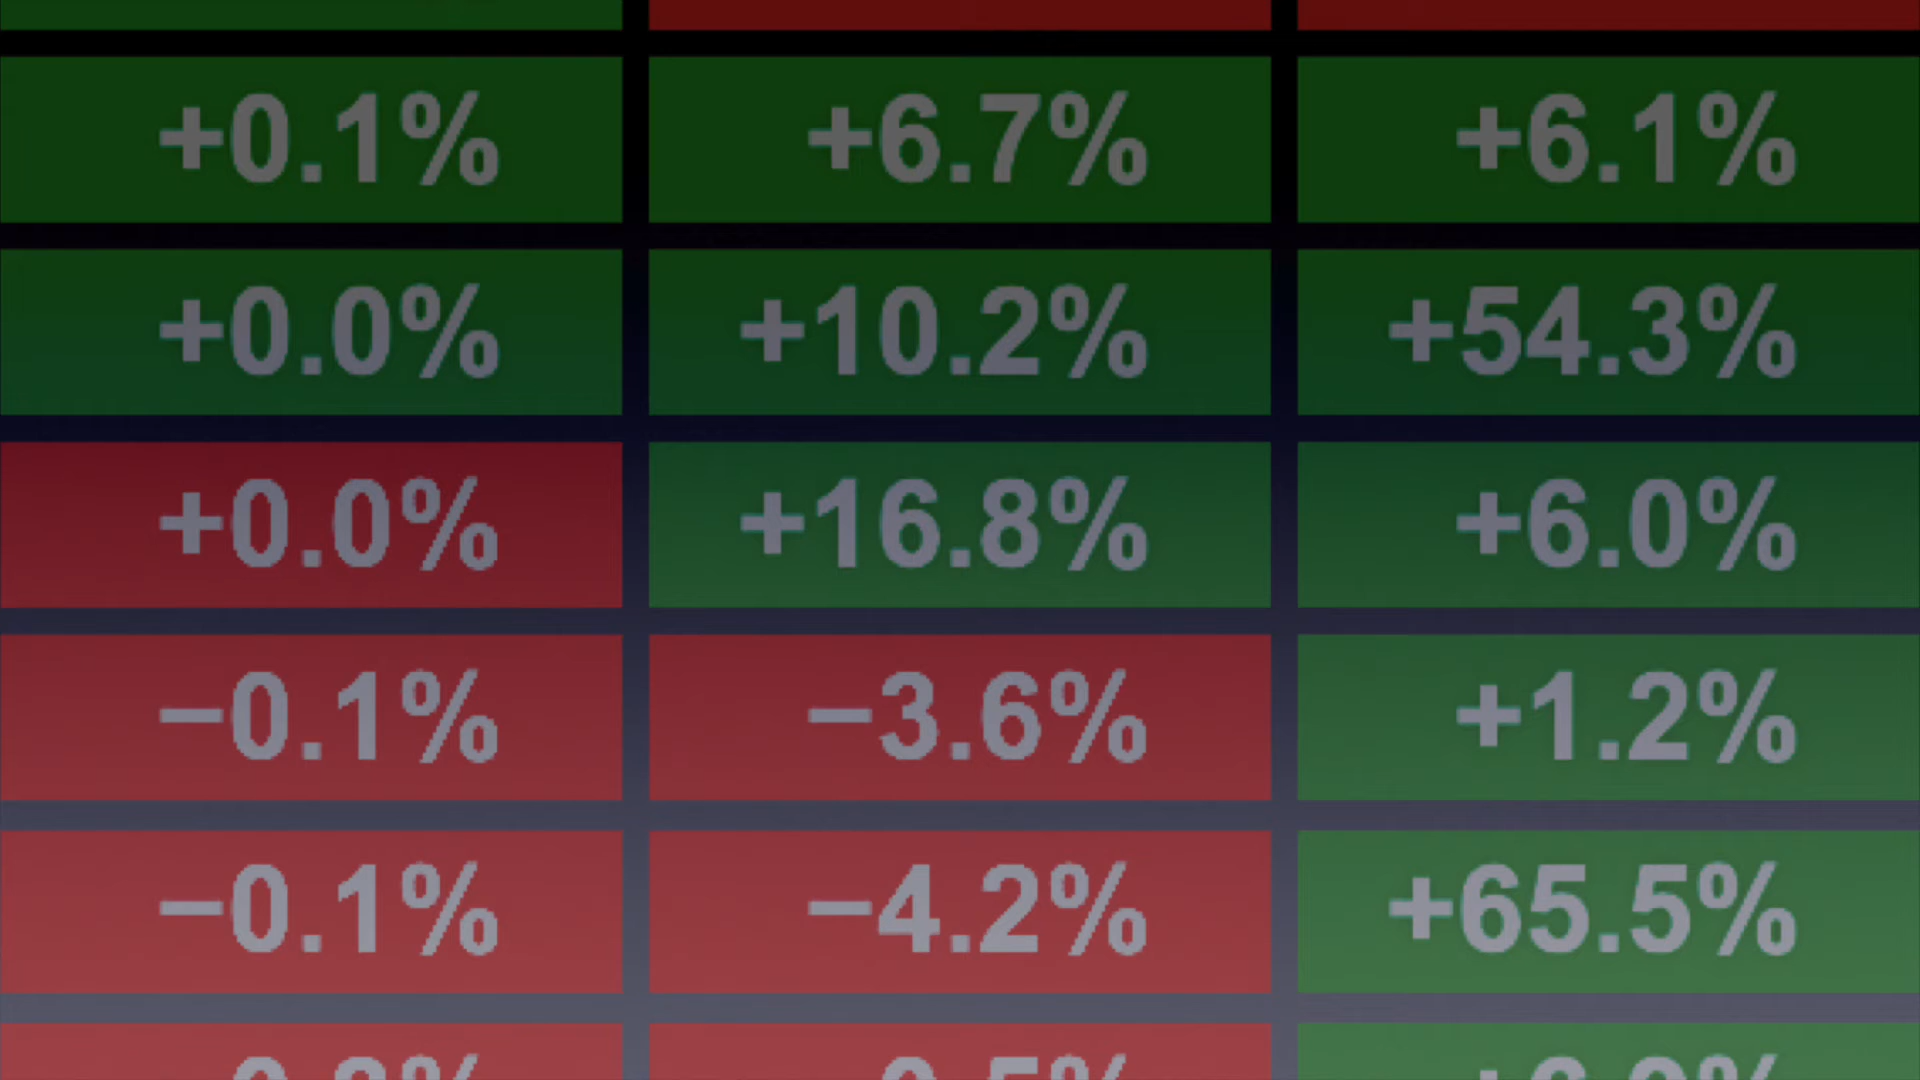 +0.1% +6.7% +6.1%
+0.0% +10.2% +54.3%
+0.0% +16.8% +6.0%
−0.1% −3.6% +1.2%
−0.1% −4.2% +65.5%